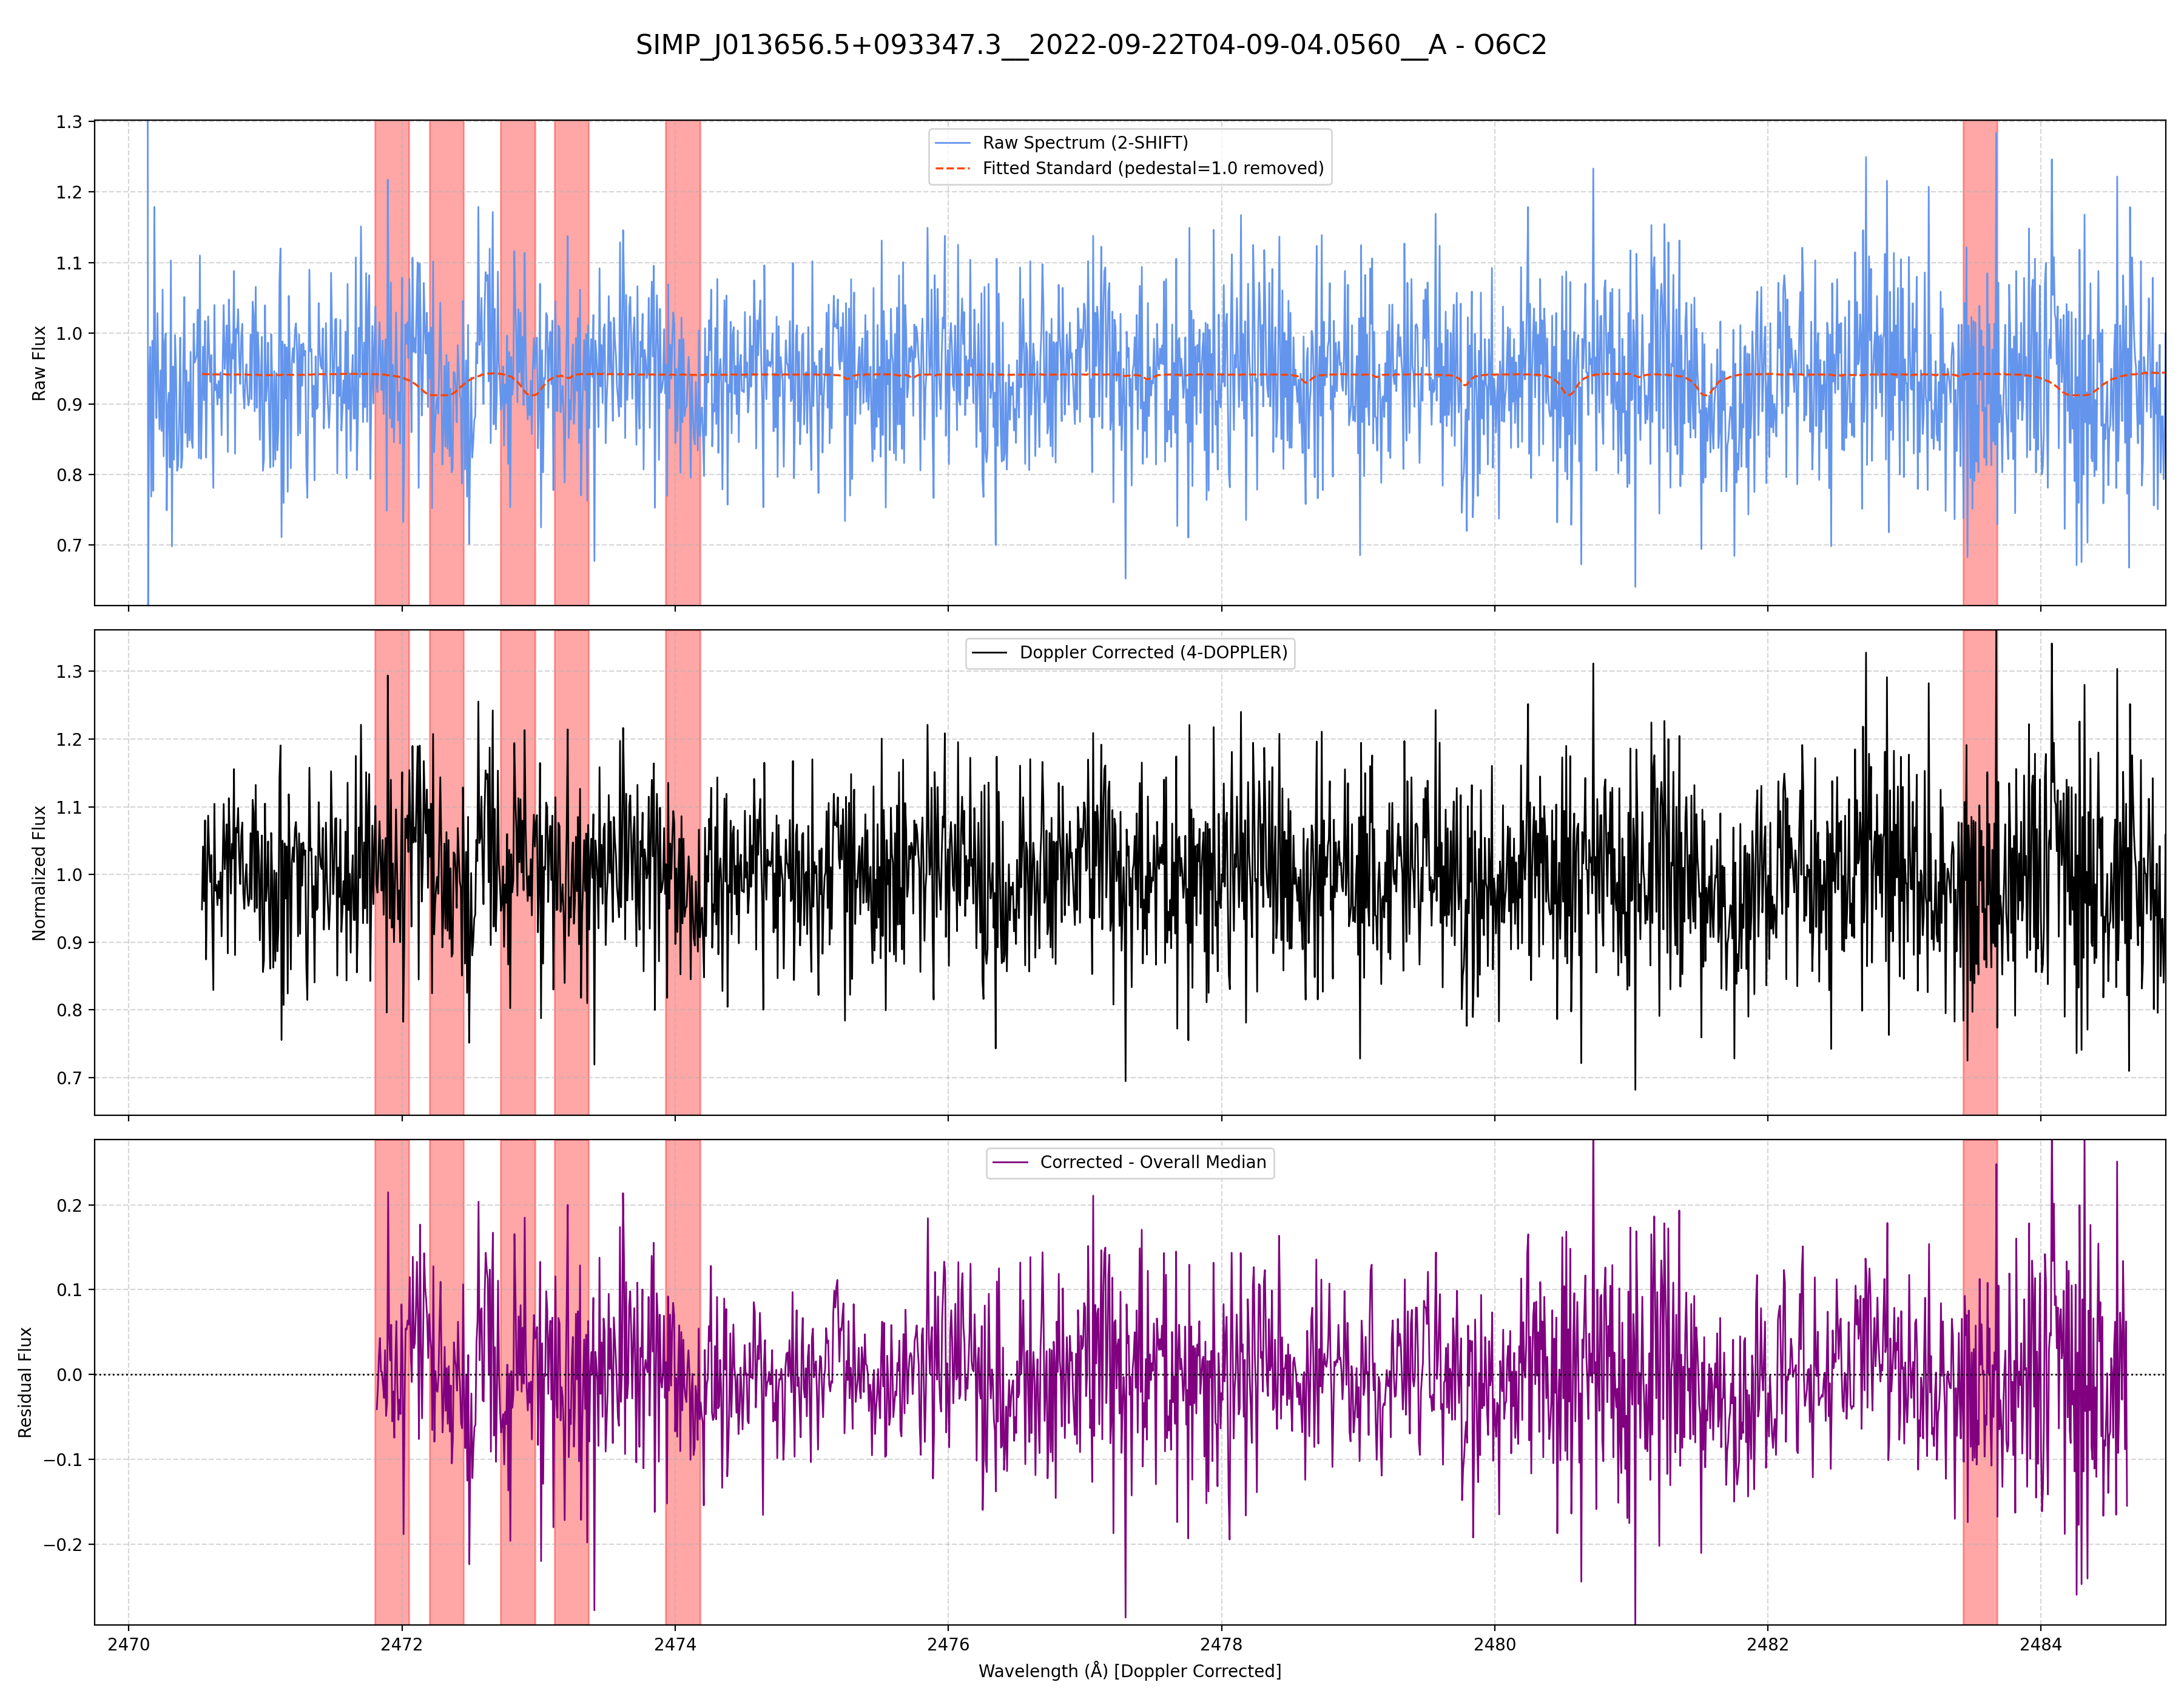 SIMP_J013656.5+093347.3__2022-09-22T04-09-04.0560__A - O6C2
Raw Spectrum (2-SHIFT)
Fitted Standard (pedestal=1.0 removed)
Raw Flux
1.3
1.2
1.1
1.0
0.9
0.8
0.7
Doppler Corrected (4-DOPPLER)
Normalized Flux
1.3
1.2
1.1
1.0
0.9
0.8
0.7
Corrected - Overall Median
Residual Flux
0.2
0.1
0.0
−0.1
−0.2
2470 2472 2474 2476 2478 2480 2482 2484
Wavelength (Å) [Doppler Corrected]